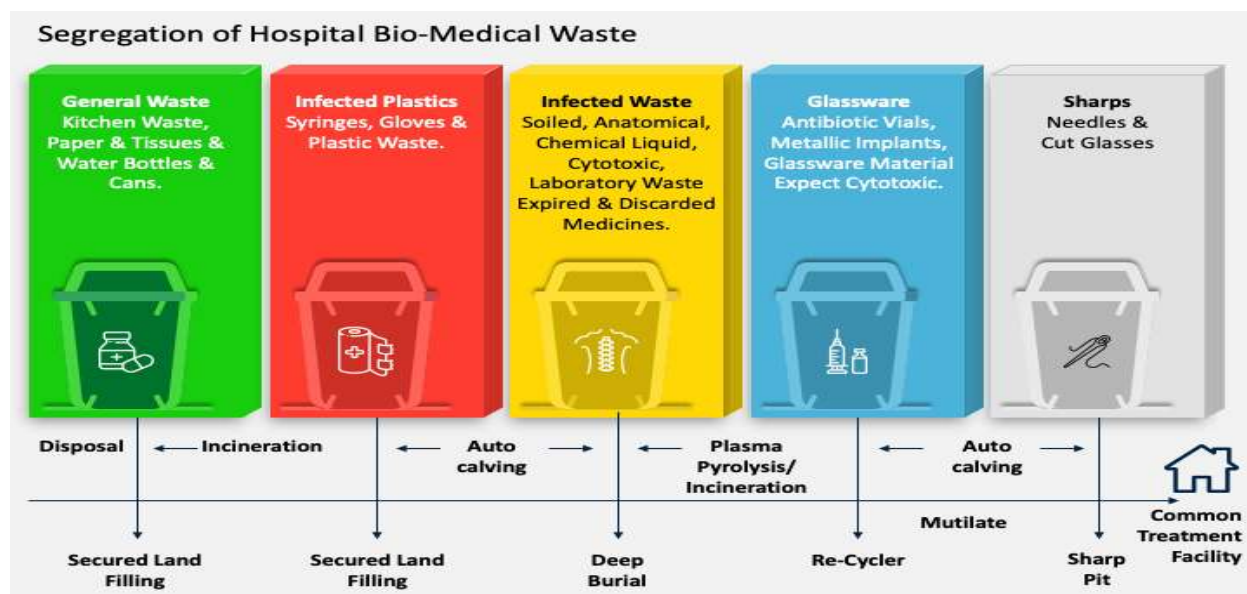 Segregation of Hospital Bio-Medical Waste
General Waste
Kitchen Waste,
Paper & Tissues &
Water Bottles &
Cans.
Infected Plastics
Syringes, Gloves &
Plastic Waste.
Infected Waste
Soiled, Anatomical,
Chemical Liquid,
Cytotoxic,
Laboratory Waste
Expired & Discarded
Medicines.
Glassware
Antibiotic Vials,
Metallic Implants,
Glassware Material
Expect Cytotoxic.
Sharps
Needles &
Cut Glasses
Disposal
Incineration
Auto
calving
Plasma
Pyrolysis/
Incineration
Auto
calving
Mutilate
Common
Treatment
Facility
Secured Land
Filling
Secured Land
Filling
Deep
Burial
Re-Cycler
Sharp
Pit